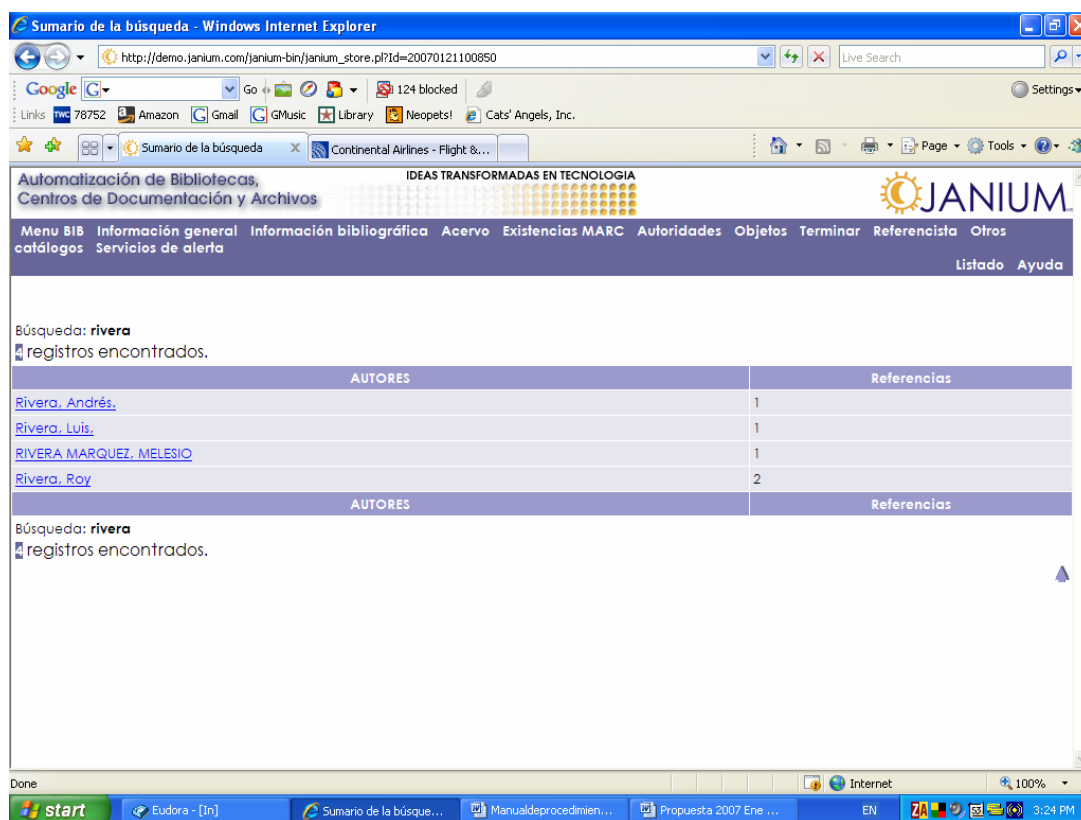 Sumario de la búsqueda - Windows Internet Explorer
http://demo.janium.com/janium-bin/janium_store.pl?Id=20070121100850
Live Search
Google G Go 124 blocked Settings
Links TWC 78752 Amazon Gmail GMusic Library Neopets! Cats' Angels, Inc.
Sumario de la búsqueda Continental Airlines - Flight &... Page Tools
Automatización de Bibliotecas,
Centros de Documentación y Archivos
IDEAS TRANSFORMADAS EN TECNOLOGIA
JANIUM
Menu BIB Información general Información bibliográfica Acervo Existencias MARC Autoridades Objetos Terminar Referencista Otros
catálogos Servicios de alerta
Listado Ayuda
Búsqueda: rivera
4 registros encontrados.
AUTORES Referencias
Rivera, Andrés. 1
Rivera, Luis, 1
RIVERA MARQUEZ, MELESIO 1
Rivera, Roy 2
AUTORES Referencias
Búsqueda: rivera
4 registros encontrados.
Done Internet 100%
start Eudora - [In] Sumario de la búsque... Manualdeprocedimien... Propuesta 2007 Ene ... EN ZA 3:24 PM